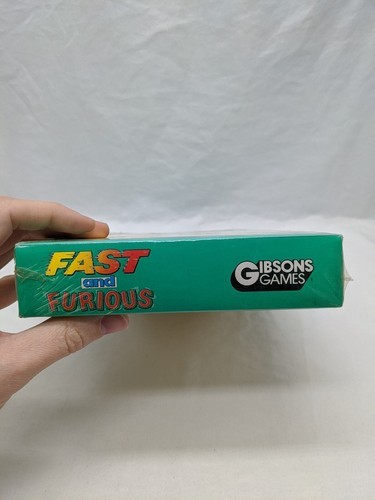 FAST
and
FURIOUS
GIBSONS
GAMES